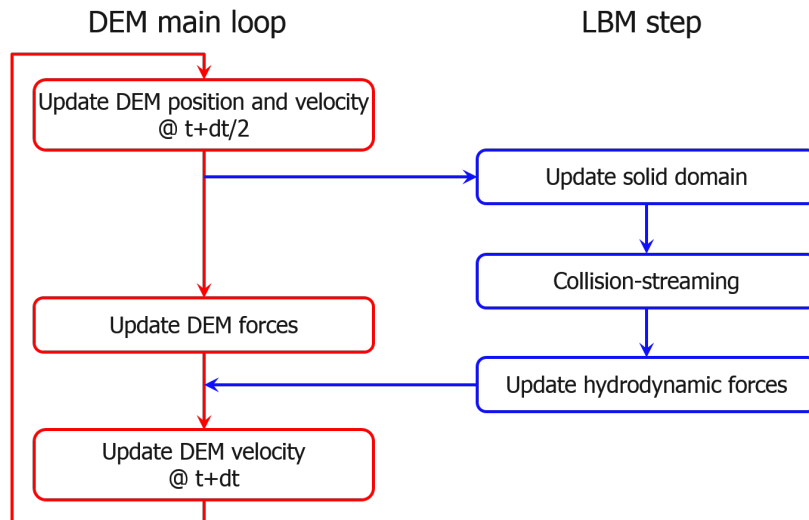 DEM main loop
LBM step
Update DEM position and velocity
@ t+dt/2
Update solid domain
Collision-streaming
Update DEM forces
Update hydrodynamic forces
Update DEM velocity
@ t+dt